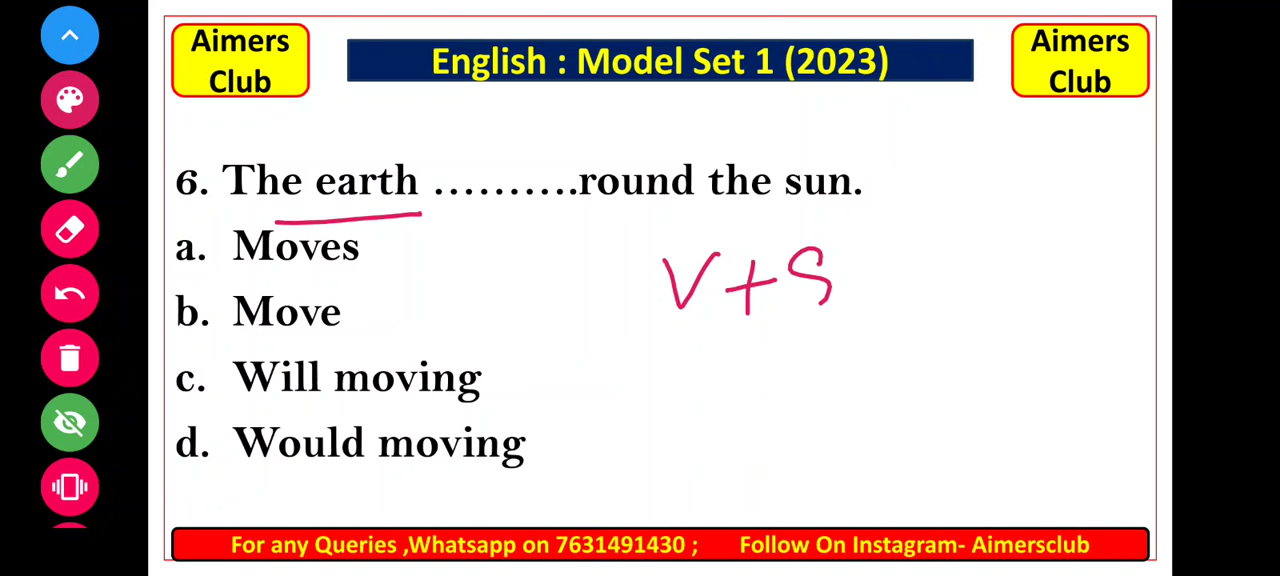 Aimers
Club
English : Model Set 1 (2023)
Aimers
Club
6. The earth ..........round the sun.
a. Moves
V+S
b. Move
c. Will moving
d. Would moving
For any Queries ,Whatsapp on 7631491430 ; Follow On Instagram- Aimersclub